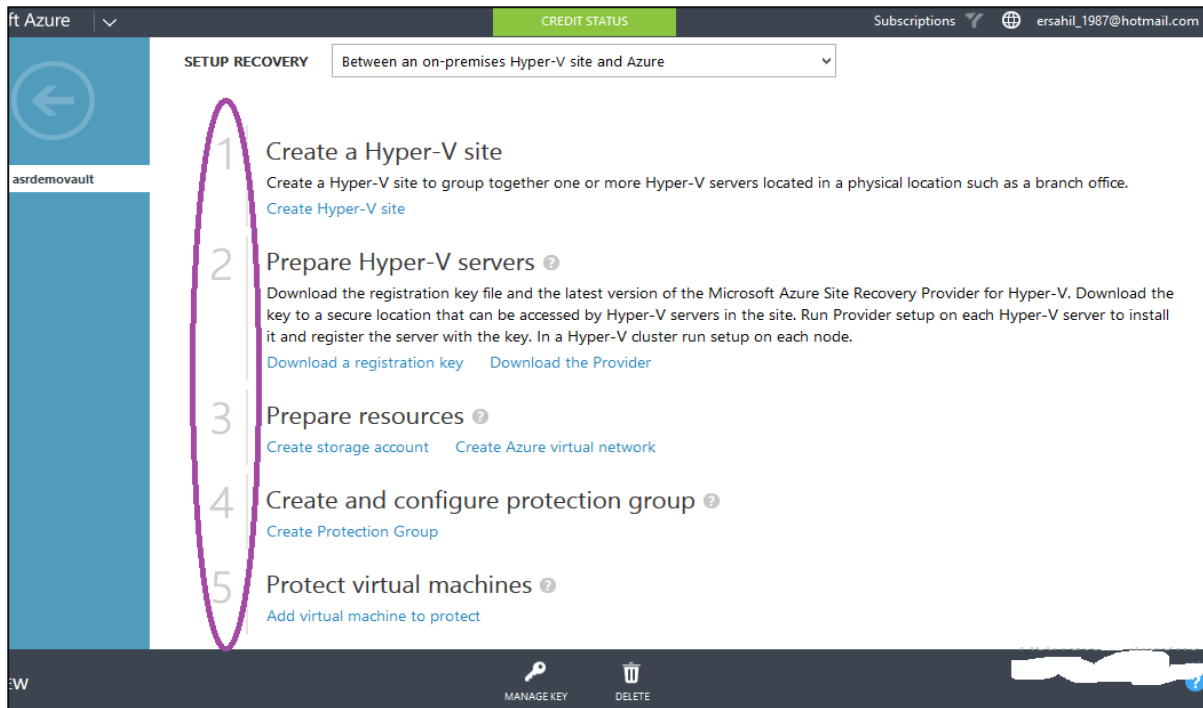 ft Azure
CREDIT STATUS
Subscriptions
ersahil_1987@hotmail.com
SETUP RECOVERY
Between an on-premises Hyper-V site and Azure
asrdemovault
1
Create a Hyper-V site
Create a Hyper-V site to group together one or more Hyper-V servers located in a physical location such as a branch office.
Create Hyper-V site
2
Prepare Hyper-V servers ?
Download the registration key file and the latest version of the Microsoft Azure Site Recovery Provider for Hyper-V. Download the
key to a secure location that can be accessed by Hyper-V servers in the site. Run Provider setup on each Hyper-V server to install
it and register the server with the key. In a Hyper-V cluster run setup on each node.
Download a registration key Download the Provider
3
Prepare resources ?
Create storage account Create Azure virtual network
4
Create and configure protection group ?
Create Protection Group
5
Protect virtual machines ?
Add virtual machine to protect
EW
MANAGE KEY
DELETE
?